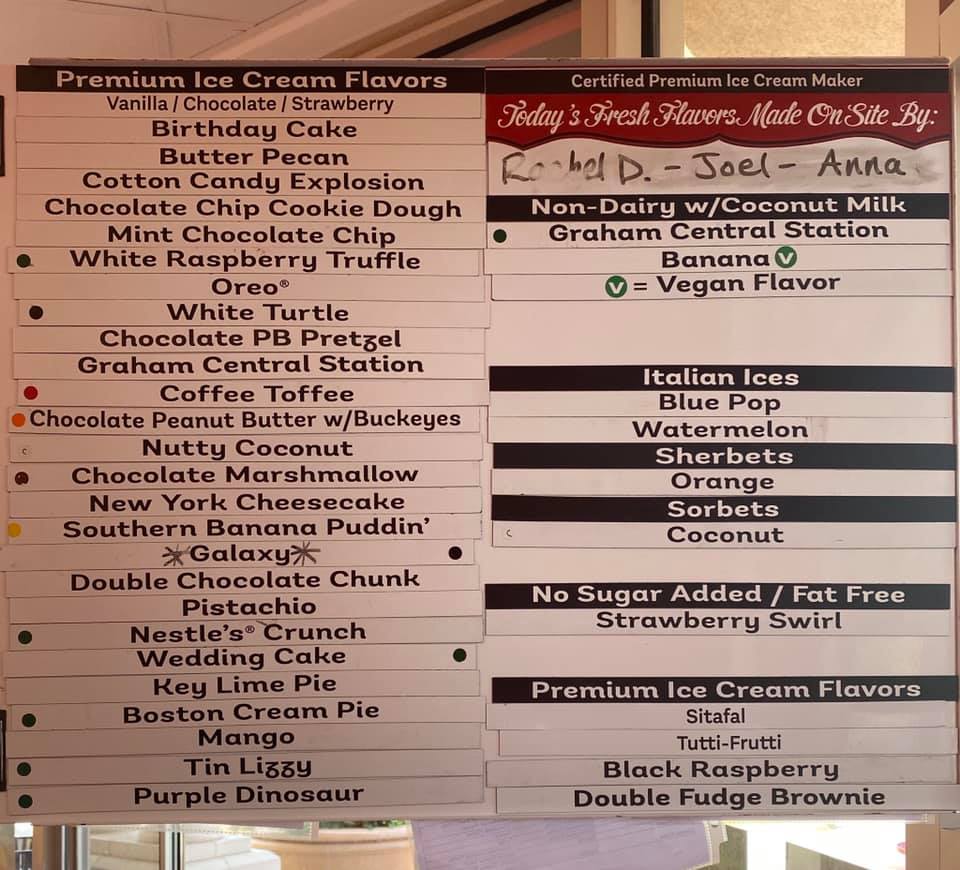 Premium Ice Cream Flavors
Vanilla / Chocolate / Strawberry
Birthday Cake
Butter Pecan
Cotton Candy Explosion
Chocolate Chip Cookie Dough
Mint Chocolate Chip
White Raspberry Truffle
Oreo®
White Turtle
Chocolate PB Pretzel
Graham Central Station
Coffee Toffee
Chocolate Peanut Butter w/Buckeyes
C Nutty Coconut
Chocolate Marshmallow
New York Cheesecake
Southern Banana Puddin’
Galaxy
Double Chocolate Chunk
Pistachio
Nestle’s® Crunch
Wedding Cake
Key Lime Pie
Boston Cream Pie
Mango
Tin Lizzy
Purple Dinosaur
Certified Premium Ice Cream Maker
Today’s Fresh Flavors Made On Site By:
Rachel D. - Joel - Anna
Non-Dairy w/Coconut Milk
Graham Central Station
Banana V
V = Vegan Flavor
Italian Ices
Blue Pop
Watermelon
Sherbets
Orange
Sorbets
C Coconut
No Sugar Added / Fat Free
Strawberry Swirl
Premium Ice Cream Flavors
Sitafal
Tutti-Frutti
Black Raspberry
Double Fudge Brownie